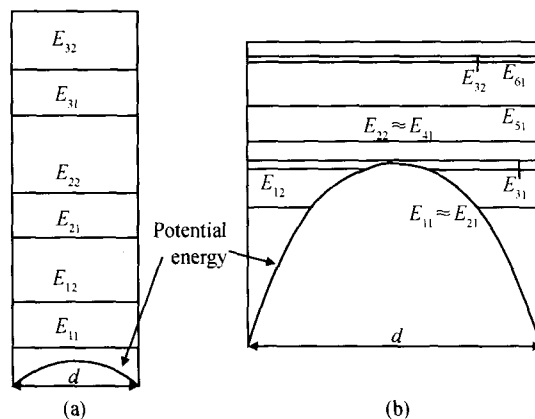 E₃₂
E₃₁
E₂₂
E₂₁
E₁₂
E₁₁
d
(a)
Potential
energy
E₃₂
E₆₁
E₅₁
E₂₂ ≈ E₄₁
E₁₂
E₃₁
E₁₁ ≈ E₂₁
d
(b)